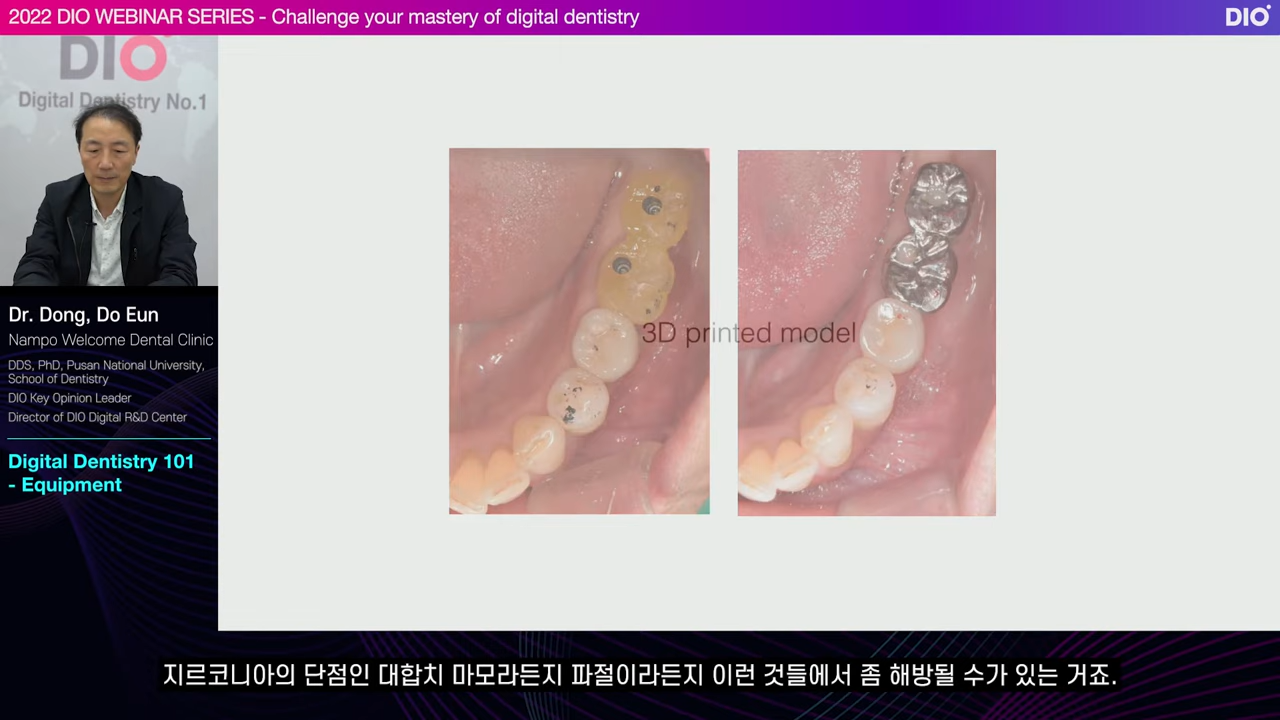 2022 DIO WEBINAR SERIES - Challenge your mastery of digital dentistry
DIO
DIO
Digital Dentistry No.1
Dr. Dong, Do Eun
Nampo Welcome Dental Clinic
DDS, PhD, Pusan National University,
School of Dentistry
DIO Key Opinion Leader
Director of DIO Digital R&D Center
Digital Dentistry 101
- Equipment
3D printed model
지르코니아의 단점인 대합치 마모라든지 파절이라든지 이런 것들에서 좀 해방될 수가 있는 거죠.